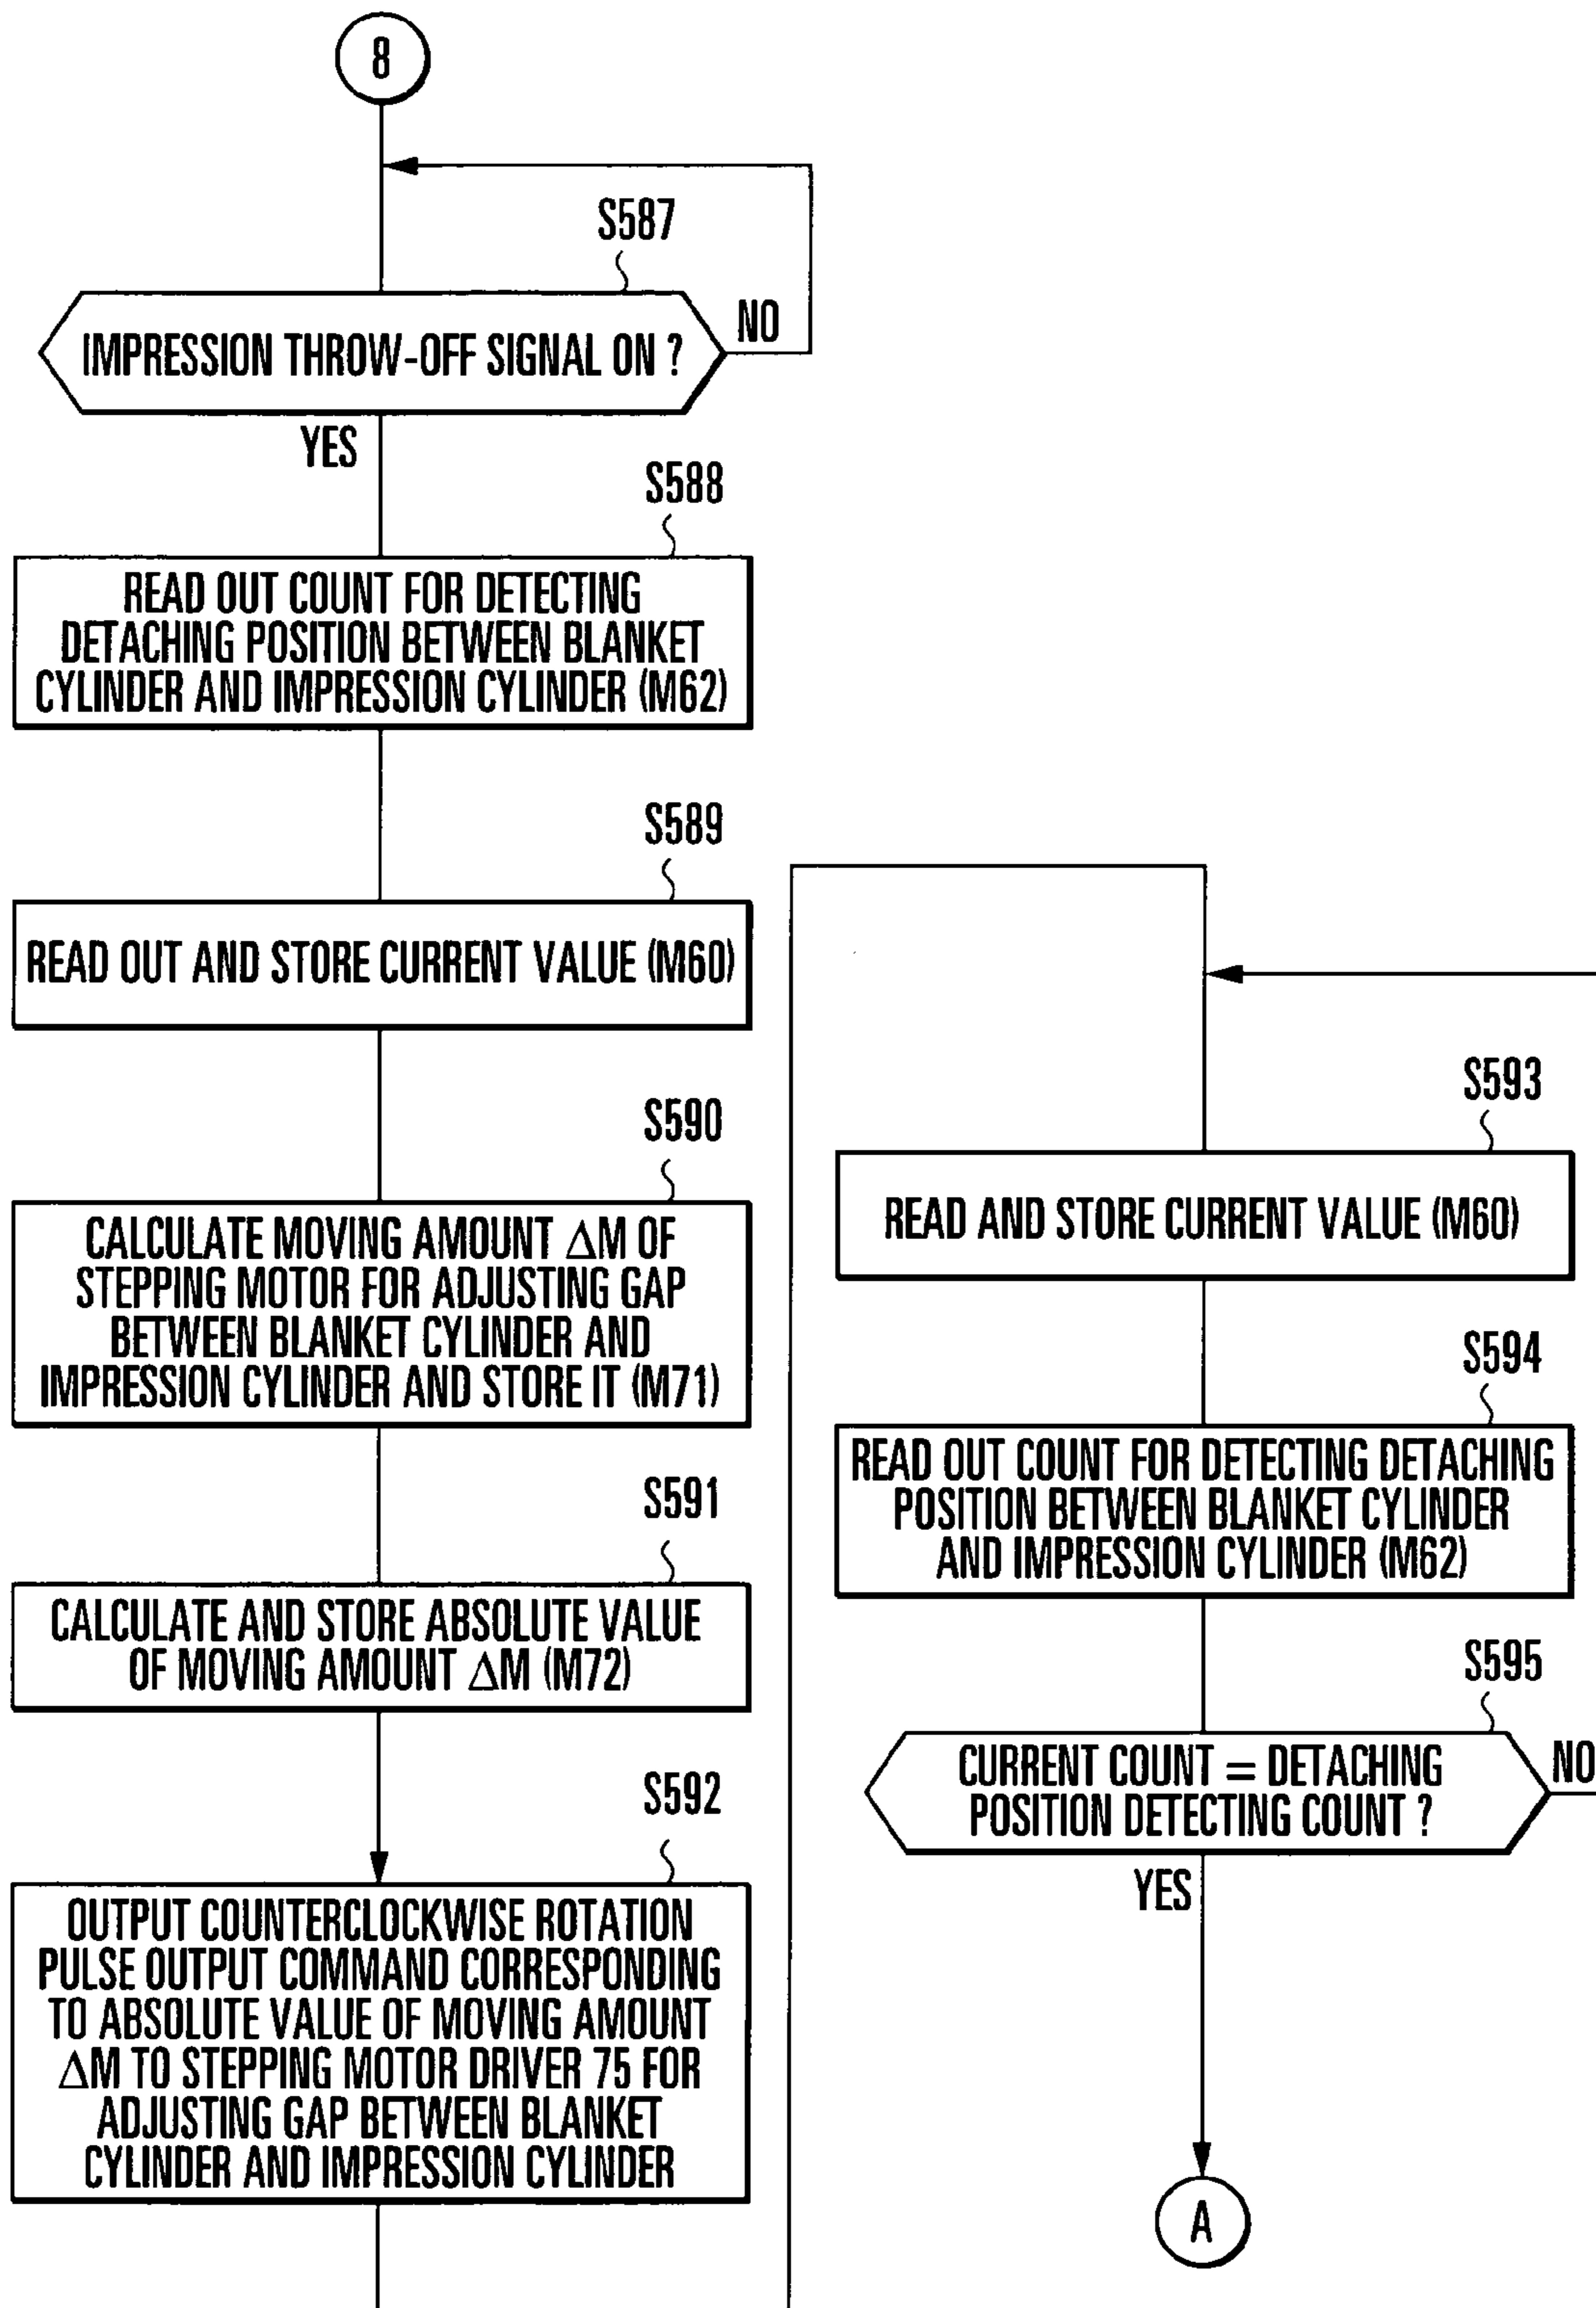 8
S587
IMPRESSION THROW-OFF SIGNAL ON ?
NO
YES
S588
READ OUT COUNT FOR DETECTING
DETACHING POSITION BETWEEN BLANKET
CYLINDER AND IMPRESSION CYLINDER (M62)
S589
READ OUT AND STORE CURRENT VALUE (M60)
S590
CALCULATE MOVING AMOUNT ΔM OF
STEPPING MOTOR FOR ADJUSTING GAP
BETWEEN BLANKET CYLINDER AND
IMPRESSION CYLINDER AND STORE IT (M71)
S591
CALCULATE AND STORE ABSOLUTE VALUE
OF MOVING AMOUNT ΔM (M72)
S592
OUTPUT COUNTERCLOCKWISE ROTATION
PULSE OUTPUT COMMAND CORRESPONDING
TO ABSOLUTE VALUE OF MOVING AMOUNT
ΔM TO STEPPING MOTOR DRIVER 75 FOR
ADJUSTING GAP BETWEEN BLANKET
CYLINDER AND IMPRESSION CYLINDER
S593
READ AND STORE CURRENT VALUE (M60)
S594
READ OUT COUNT FOR DETECTING DETACHING
POSITION BETWEEN BLANKET CYLINDER
AND IMPRESSION CYLINDER (M62)
S595
CURRENT COUNT = DETACHING
POSITION DETECTING COUNT ?
NO
YES
A